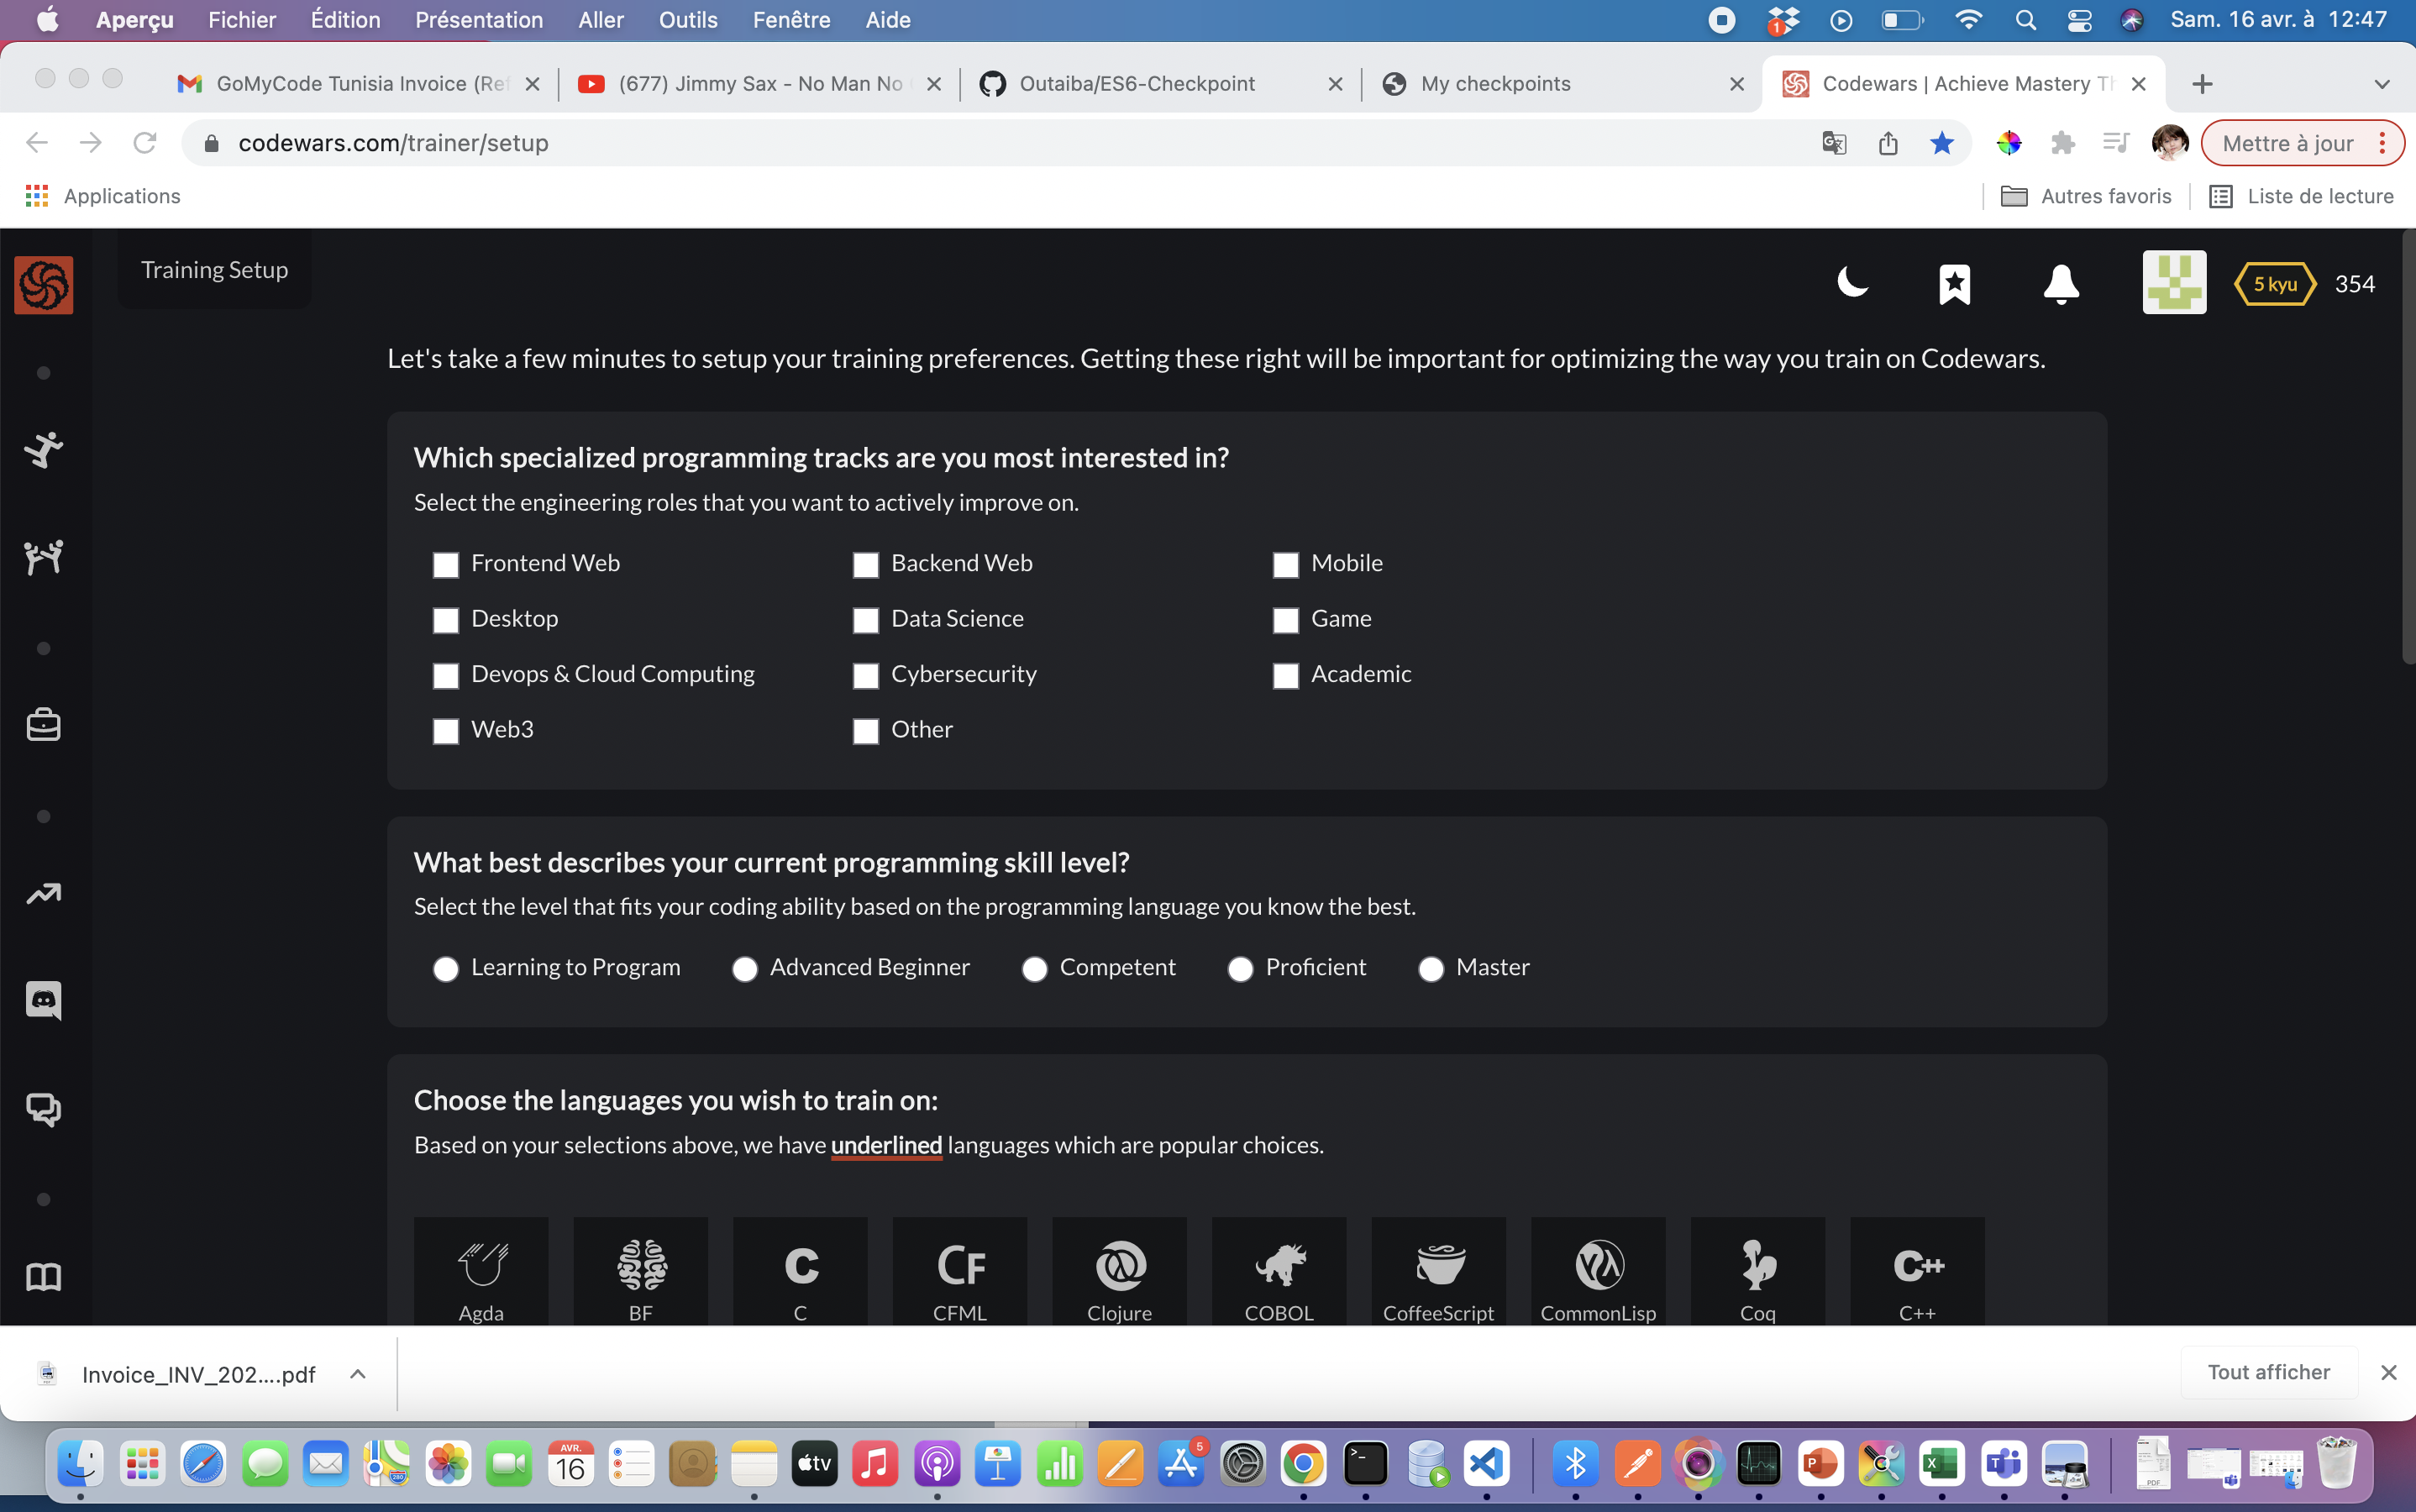 Aperçu Fichier Édition Présentation Aller Outils Fenêtre Aide
1
Sam. 16 avr. à 12:47
GoMyCode Tunisia Invoice (Ref
(677) Jimmy Sax - No Man No
Outaiba/ES6-Checkpoint
My checkpoints
Codewars | Achieve Mastery Th
codewars.com/trainer/setup
Mettre à jour
Applications
Autres favoris
Liste de lecture
Training Setup
5 kyu
354
Let's take a few minutes to setup your training preferences. Getting these right will be important for optimizing the way you train on Codewars.
Which specialized programming tracks are you most interested in?
Select the engineering roles that you want to actively improve on.
Frontend Web Backend Web Mobile
Desktop Data Science Game
Devops & Cloud Computing Cybersecurity Academic
Web3 Other
What best describes your current programming skill level?
Select the level that fits your coding ability based on the programming language you know the best.
Learning to Program Advanced Beginner Competent Proficient Master
Choose the languages you wish to train on:
Based on your selections above, we have underlined languages which are popular choices.
C CF C++
Agda BF C CFML Clojure COBOL CoffeeScript CommonLisp Coq C++
Invoice_INV_202....pdf
Tout afficher
AVR.
16
280
tv
5
P
X
T
PDF